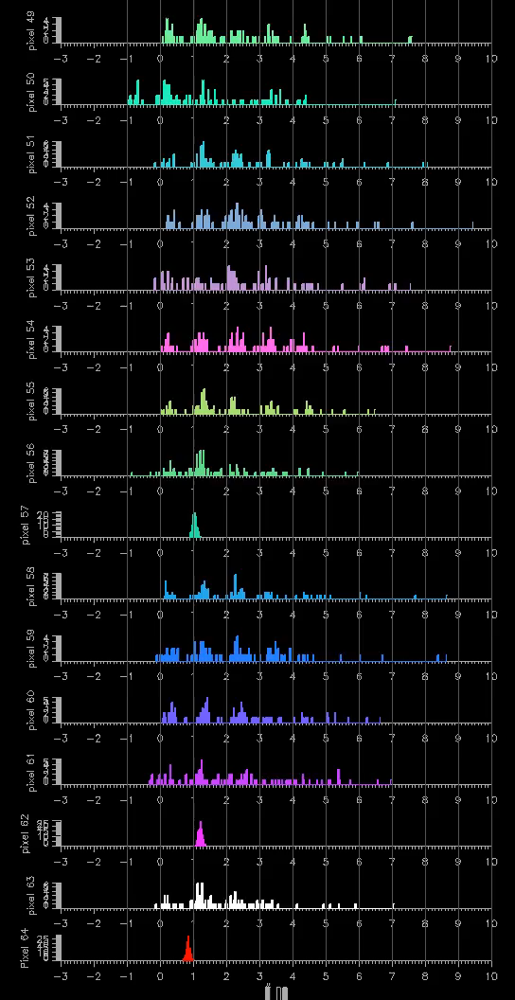 pixel 49
-3 -2 -1 0 1 2 3 4 5 6 7 8 9 10
pixel 50
-3 -2 -1 0 1 2 3 4 5 6 7 8 9 10
pixel 51
-3 -2 -1 0 1 2 3 4 5 6 7 8 9 10
pixel 52
-3 -2 -1 0 1 2 3 4 5 6 7 8 9 10
pixel 53
-3 -2 -1 0 1 2 3 4 5 6 7 8 9 10
pixel 54
-3 -2 -1 0 1 2 3 4 5 6 7 8 9 10
pixel 55
-3 -2 -1 0 1 2 3 4 5 6 7 8 9 10
pixel 56
-3 -2 -1 0 1 2 3 4 5 6 7 8 9 10
pixel 57
-3 -2 -1 0 1 2 3 4 5 6 7 8 9 10
pixel 58
-3 -2 -1 0 1 2 3 4 5 6 7 8 9 10
pixel 59
-3 -2 -1 0 1 2 3 4 5 6 7 8 9 10
pixel 60
-3 -2 -1 0 1 2 3 4 5 6 7 8 9 10
pixel 61
-3 -2 -1 0 1 2 3 4 5 6 7 8 9 10
pixel 62
-3 -2 -1 0 1 2 3 4 5 6 7 8 9 10
pixel 63
-3 -2 -1 0 1 2 3 4 5 6 7 8 9 10
Pixel 64
-3 -2 -1 0 1 2 3 4 5 6 7 8 9 10